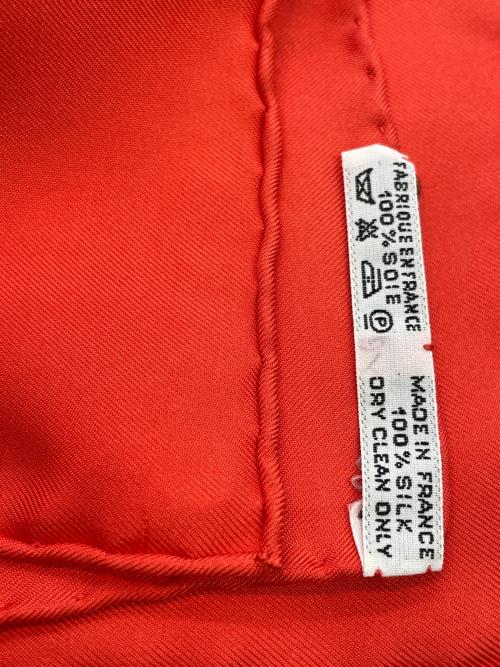 FABRIQUE EN FRANCE
100% SOIE
P
MADE IN FRANCE
100% SILK
DRY CLEAN ONLY